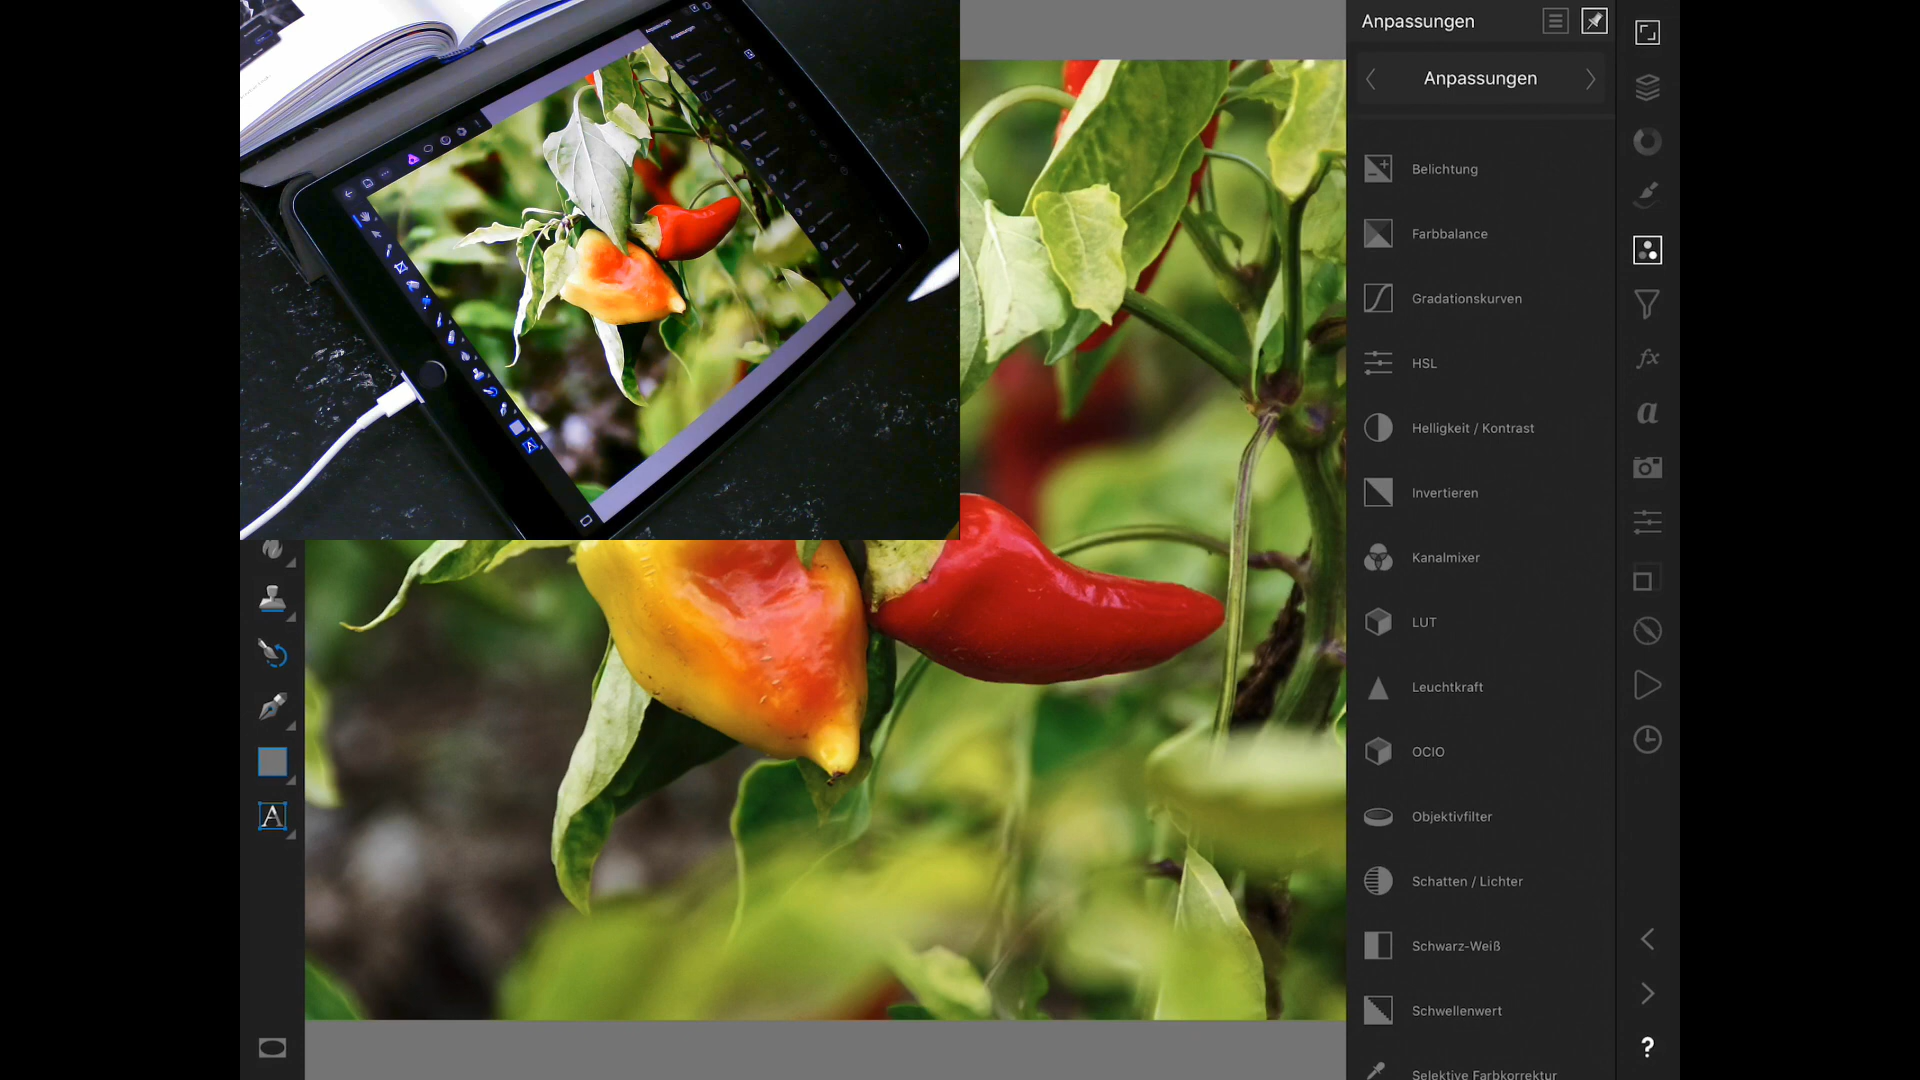 Anpassungen
Anpassungen
Belichtung
Farbbalance
Gradationskurven
HSL
Helligkeit / Kontrast
Invertieren
Kanalmixer
LUT
Leuchtkraft
OCIO
Objektivfilter
Schatten / Lichter
Schwarz-Weiß
Schwellenwert
Selektive Farbkorrektur
fx
a
A
?